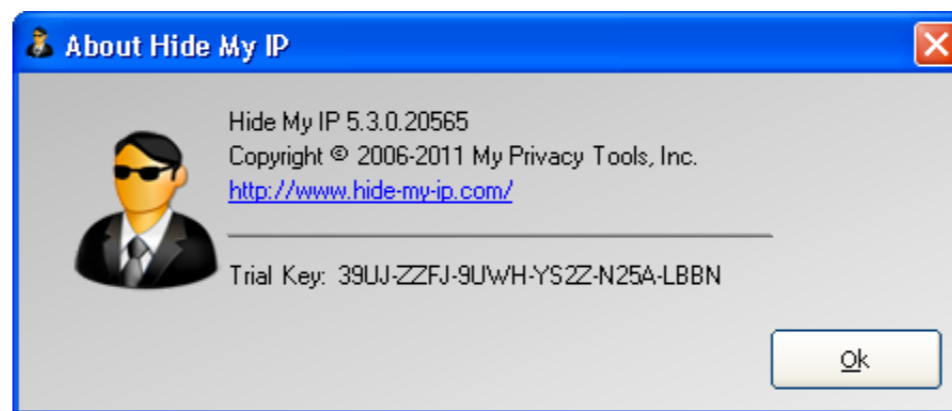 About Hide My IP
Hide My IP 5.3.0.20565
Copyright © 2006-2011 My Privacy Tools, Inc.
http://www.hide-my-ip.com/
Trial Key: 39UJ-ZZFJ-9UWH-YS2Z-N25A-LBBN
Ok